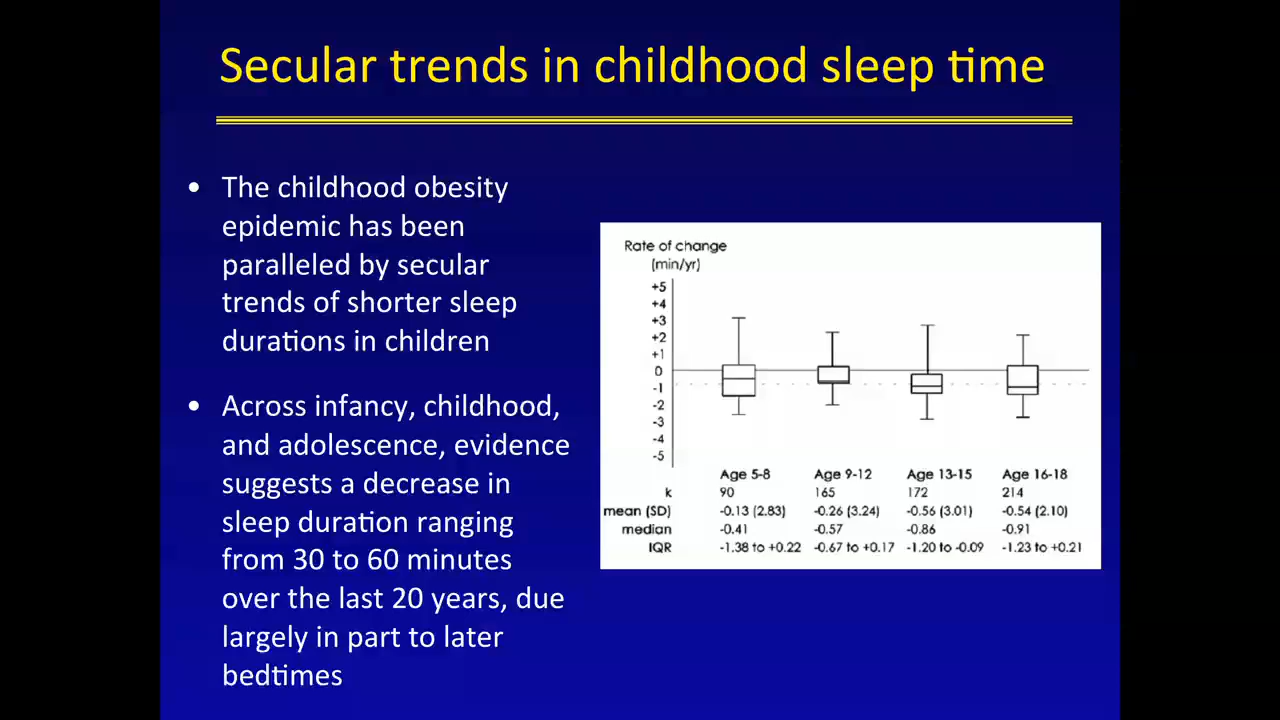 Secular trends in childhood sleep time
• The childhood obesity
epidemic has been
paralleled by secular
trends of shorter sleep
durations in children
• Across infancy, childhood,
and adolescence, evidence
suggests a decrease in
sleep duration ranging
from 30 to 60 minutes
over the last 20 years, due
largely in part to later
bedtimes
Rate of change
(min/yr)
+5
+4
+3
+2
+1
0
-1
-2
-3
-4
-5
Age 5-8 Age 9-12 Age 13-15 Age 16-18
k 90 165 172 214
mean (SD) -0.13 (2.83) -0.26 (3.24) -0.56 (3.01) -0.54 (2.10)
median -0.41 -0.57 -0.86 -0.91
IQR -1.38 to +0.22 -0.67 to +0.17 -1.20 to -0.09 -1.23 to +0.21